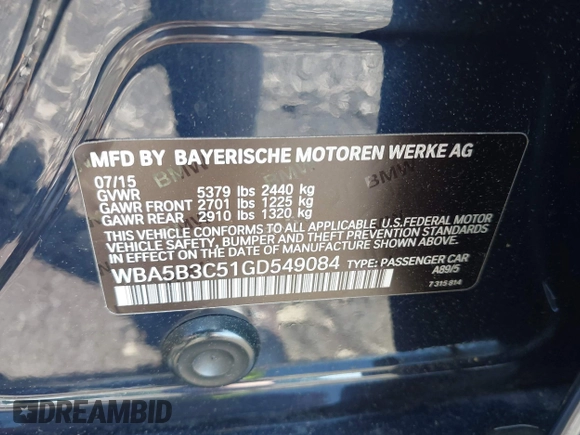 MFD BY BAYERISCHE MOTOREN WERKE AG
07/15
GVWR 5379 lbs 2440 kg
GAWR FRONT 2701 lbs 1225 kg
GAWR REAR 2910 lbs 1320 kg
THIS VEHICLE CONFORMS TO ALL APPLICABLE U.S.FEDERAL MOTOR
VEHICLE SAFETY, BUMPER AND THEFT PREVENTION STANDARDS
IN EFFECT ON THE DATE OF MANUFACTURE SHOWN ABOVE.
WBA5B3C51GD549084 TYPE: PASSENGER CAR
A89/5
7 315 814
DREAMBID